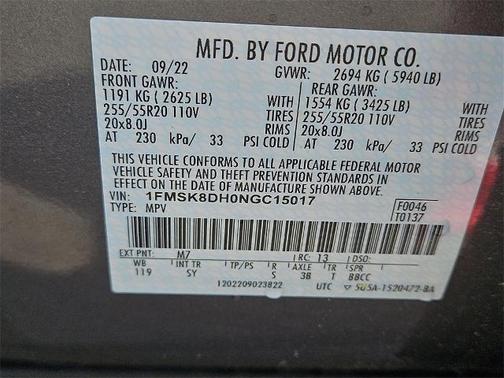 MFD. BY FORD MOTOR CO.
DATE: 09/22 GVWR: 2694 KG ( 5940 LB)
FRONT GAWR: REAR GAWR:
1191 KG ( 2625 LB) WITH 1554 KG ( 3425 LB) WITH
255/55R20 110V TIRES 255/55R20 110V TIRES
20x8.0J RIMS 20x8.0J RIMS
AT 230 kPa/ 33 PSI COLD AT 230 kPa/ 33 PSI COLD
THIS VEHICLE CONFORMS TO ALL APPLICABLE FEDERAL MOTOR
VEHICLE SAFETY AND THEFT PREVENTION STANDARDS IN EFFECT ON
THE DATE OF MANUFACTURE SHOWN ABOVE.
VIN: 1FMSK8DH0NGC15017 F0046
TYPE: MPV T0137
EXT PNT: M7 RC: 13 DSO:
WB INT TR TP/PS R AXLE TR SPR
119 SY S 3B T BBCC
1202209023822 UTC ▽ 5U5A-1520472-BA